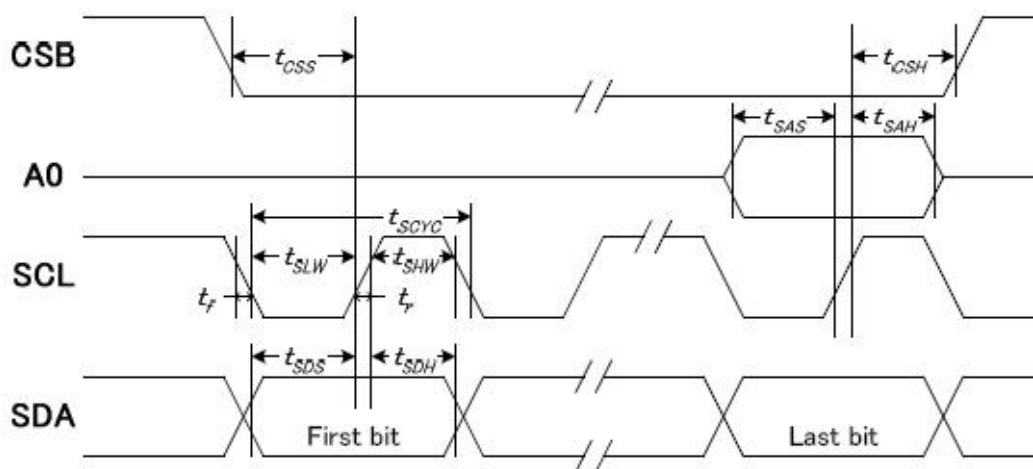 CSB
tCSS
tCSH
A0
tSAS
tSAH
SCL
tSCYC
tSLW
tSHW
tf
tr
SDA
tSDS
tSDH
First bit
Last bit